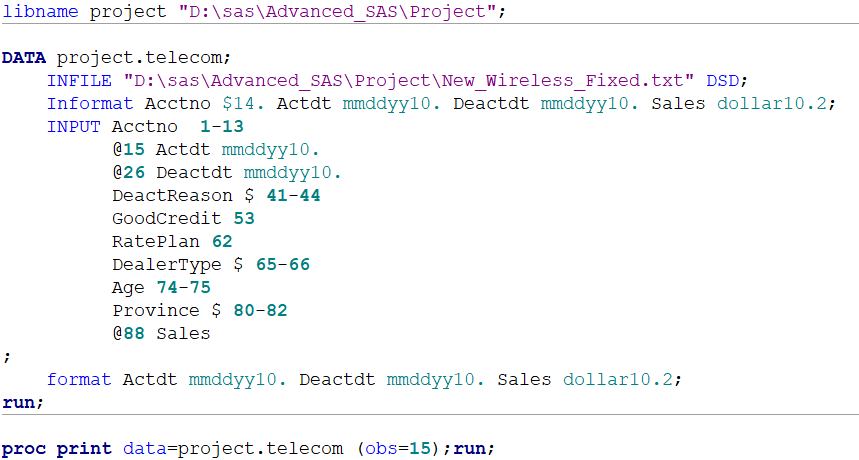 libname project "D:\sas\Advanced_SAS\Project";
DATA project.telecom;
INFILE "D:\sas\Advanced_SAS\Project\New_Wireless_Fixed.txt" DSD;
Informat Acctno $14. Actdt mmddyy10. Deactdt mmddyy10. Sales dollar10.2;
INPUT Acctno 1-13
@15 Actdt mmddyy10.
@26 Deactdt mmddyy10.
DeactReason $ 41-44
GoodCredit 53
RatePlan 62
DealerType $ 65-66
Age 74-75
Province $ 80-82
@88 Sales
;
format Actdt mmddyy10. Deactdt mmddyy10. Sales dollar10.2;
run;
proc print data=project.telecom (obs=15);run;